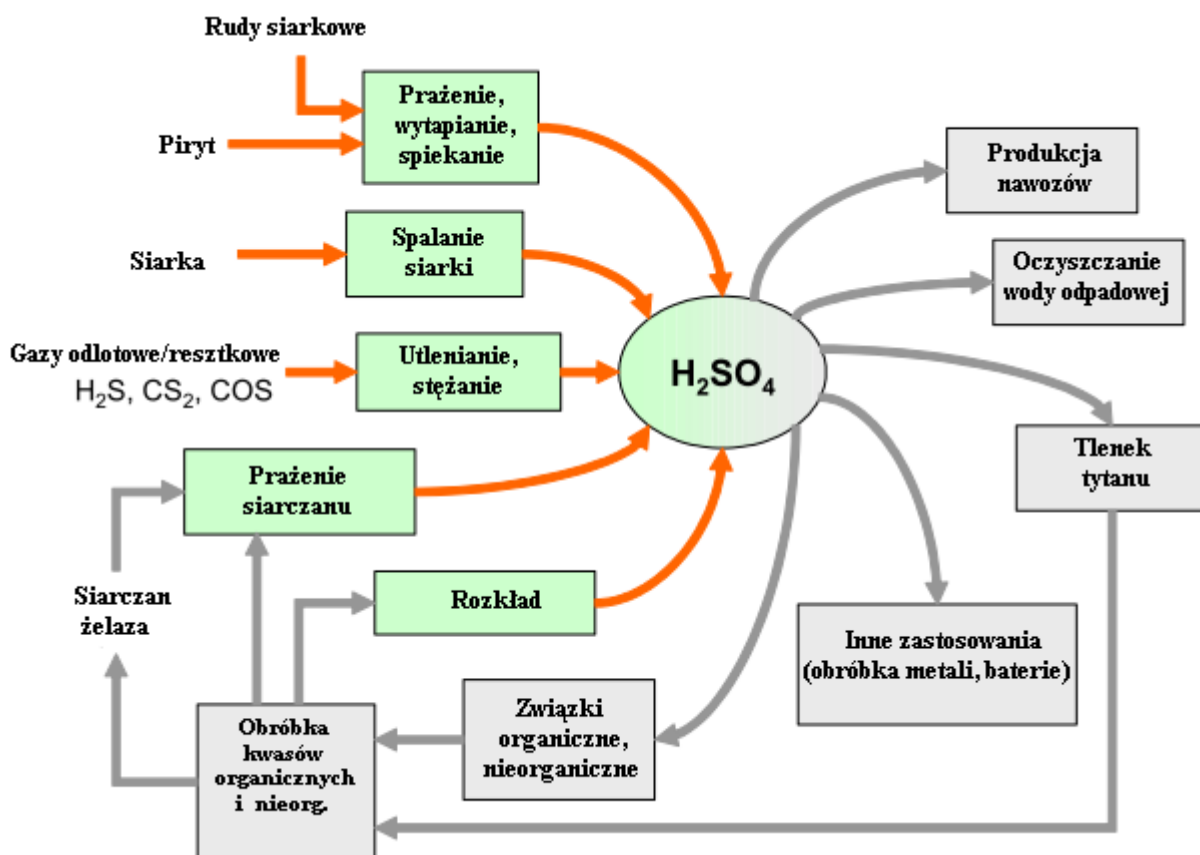 Rudy siarkowe
Prażenie,
wytapianie,
spiekanie
Piryt
Produkcja
nawozów
Siarka
Spalanie
siarki
Oczyszczanie
wody odpadowej
Gazy odlotowe/resztkowe
H₂S, CS₂, COS
Utlenianie,
stężanie
H₂SO₄
Tlenek
tytanu
Prażenie
siarczanu
Siarczan
żelaza
Rozkład
Inne zastosowania
(obróbka metali, baterie)
Związki
organiczne,
nieorganiczne
Obróbka
kwasów
organicznych
i nieorg.